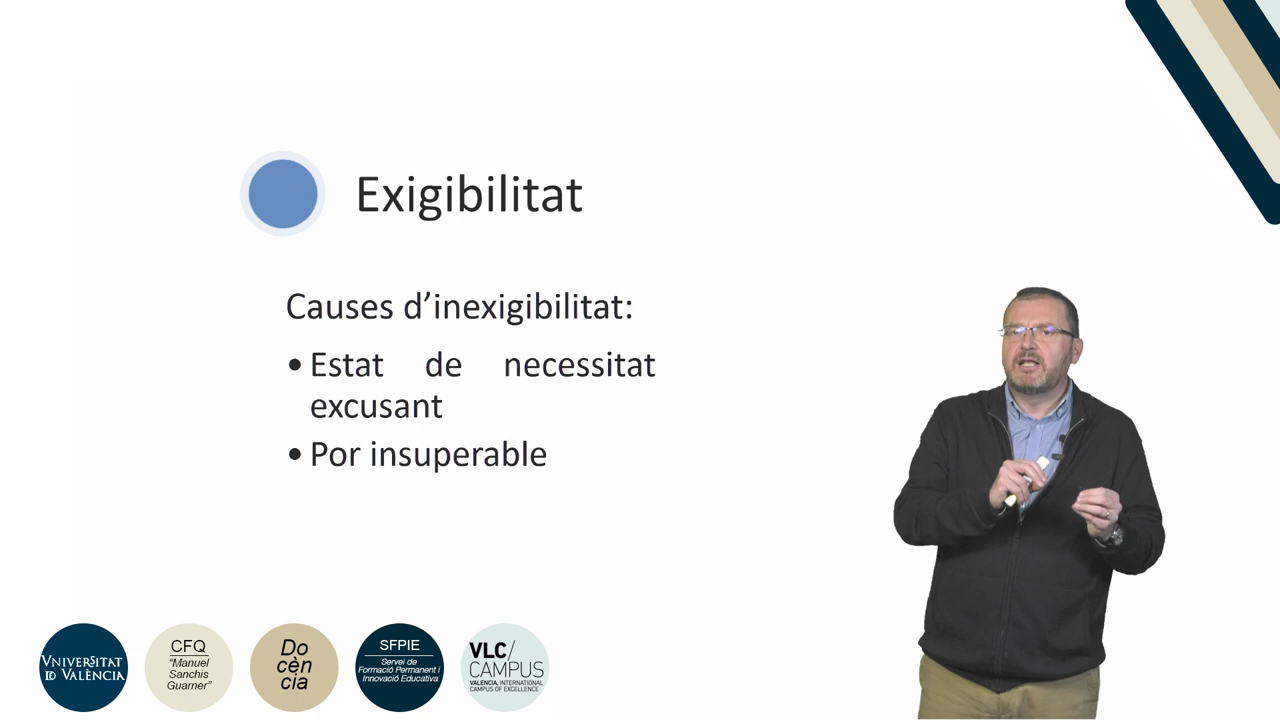 Exigibilitat
Causes d’inexigibilitat:
• Estat de necessitat
excusant
• Por insuperable
VNIVERSITAT
ID VALÈNCIA
CFQ
“Manuel
Sanchis
Guarner”
Do
cèn
cia
SFPIE
Servei de
Formació Permanent i
Innovació Educativa
VLC/
CAMPUS
VALENCIA, INTERNATIONAL
CAMPUS OF EXCELLENCE